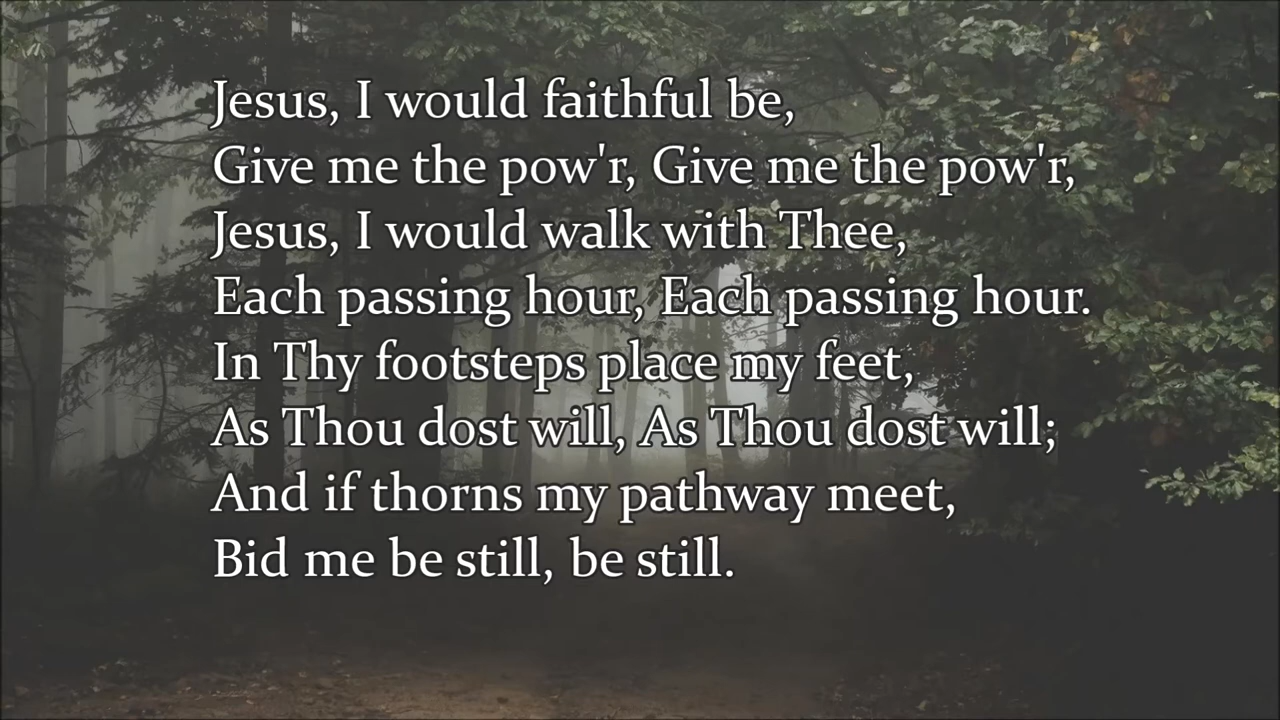 Jesus, I would faithful be,
Give me the pow'r, Give me the pow'r,
Jesus, I would walk with Thee,
Each passing hour, Each passing hour.
In Thy footsteps place my feet,
As Thou dost will, As Thou dost will;
And if thorns my pathway meet,
Bid me be still, be still.